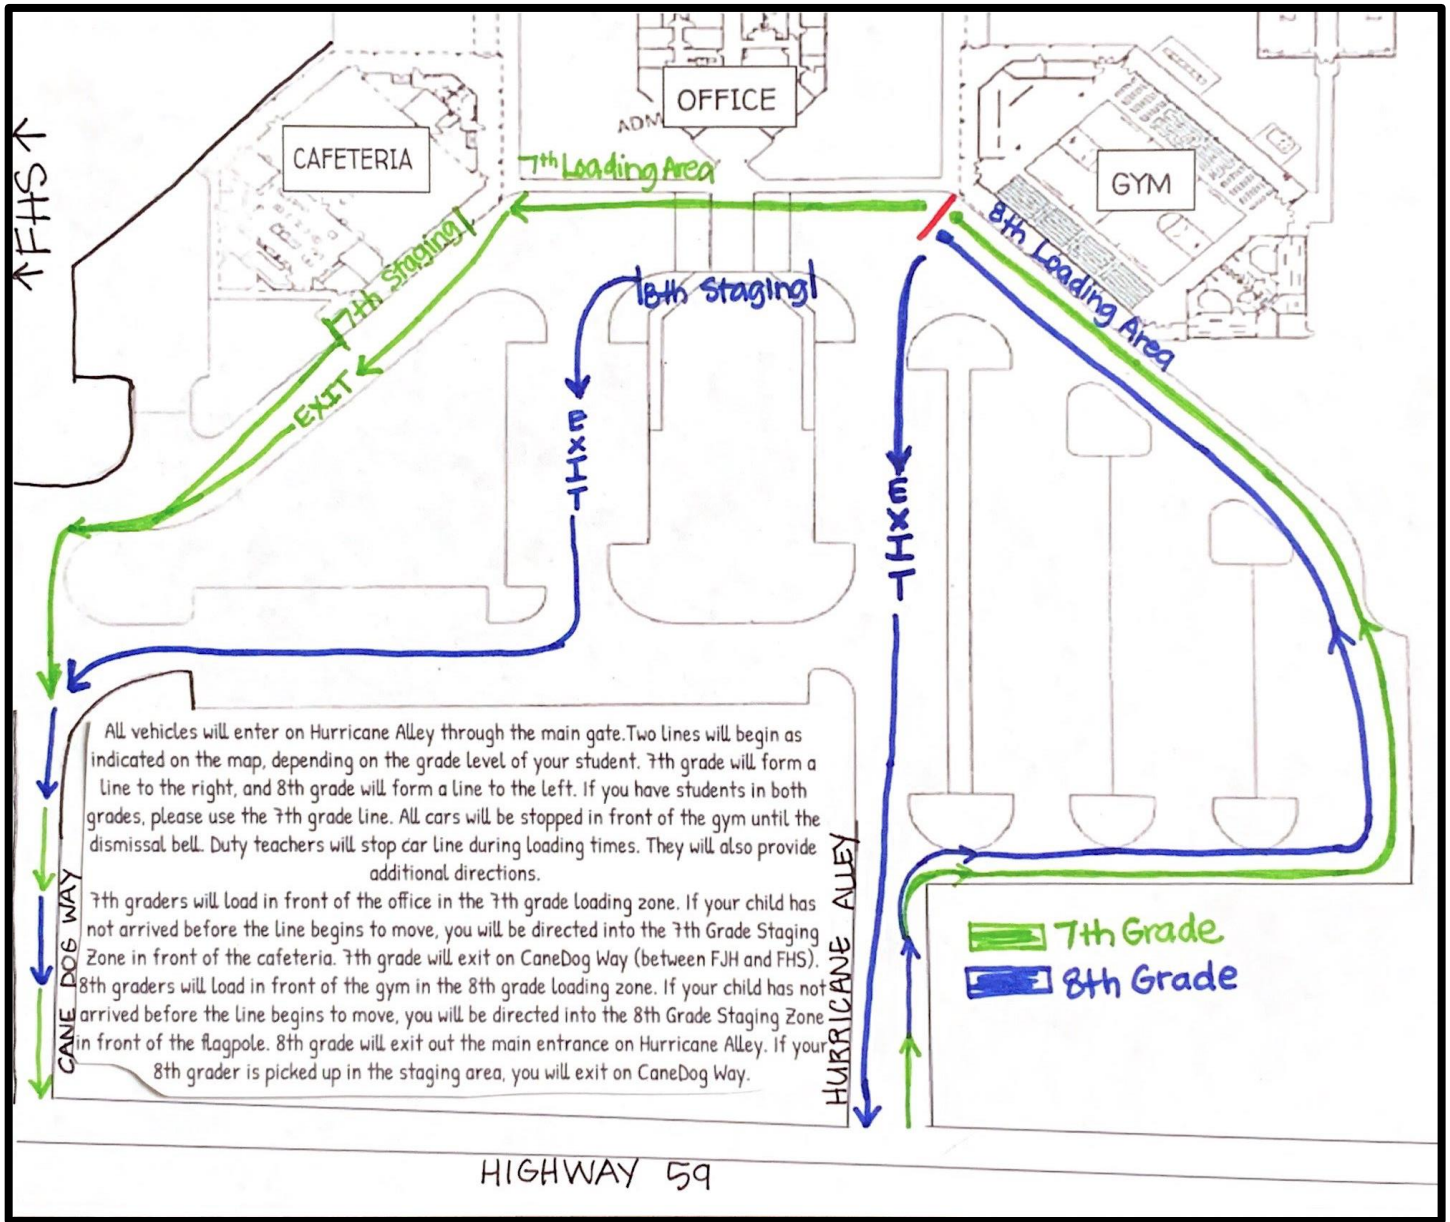 OFFICE
ADM
CAFETERIA
GYM
↑FHS↑
7th Loading Area
8th Loading Area
7th Staging
8th Staging
EXIT
EXIT
EXIT
All vehicles will enter on Hurricane Alley through the main gate.Two lines will begin as
indicated on the map, depending on the grade level of your student. 7th grade will form a
line to the right, and 8th grade will form a line to the left. If you have students in both
grades, please use the 7th grade line. All cars will be stopped in front of the gym until the
dismissal bell. Duty teachers will stop car line during loading times. They will also provide
additional directions.
7th graders will load in front of the office in the 7th grade loading zone. If your child has
not arrived before the line begins to move, you will be directed into the 7th Grade Staging
Zone in front of the cafeteria. 7th grade will exit on CaneDog Way (between FJH and FHS).
8th graders will load in front of the gym in the 8th grade loading zone. If your child has not
arrived before the line begins to move, you will be directed into the 8th Grade Staging Zone
in front of the flagpole. 8th grade will exit out the main entrance on Hurricane Alley. If your
8th grader is picked up in the staging area, you will exit on CaneDog Way.
CANE DOG WAY
HURRICANE ALLEY
7th Grade
8th Grade
HIGHWAY 59